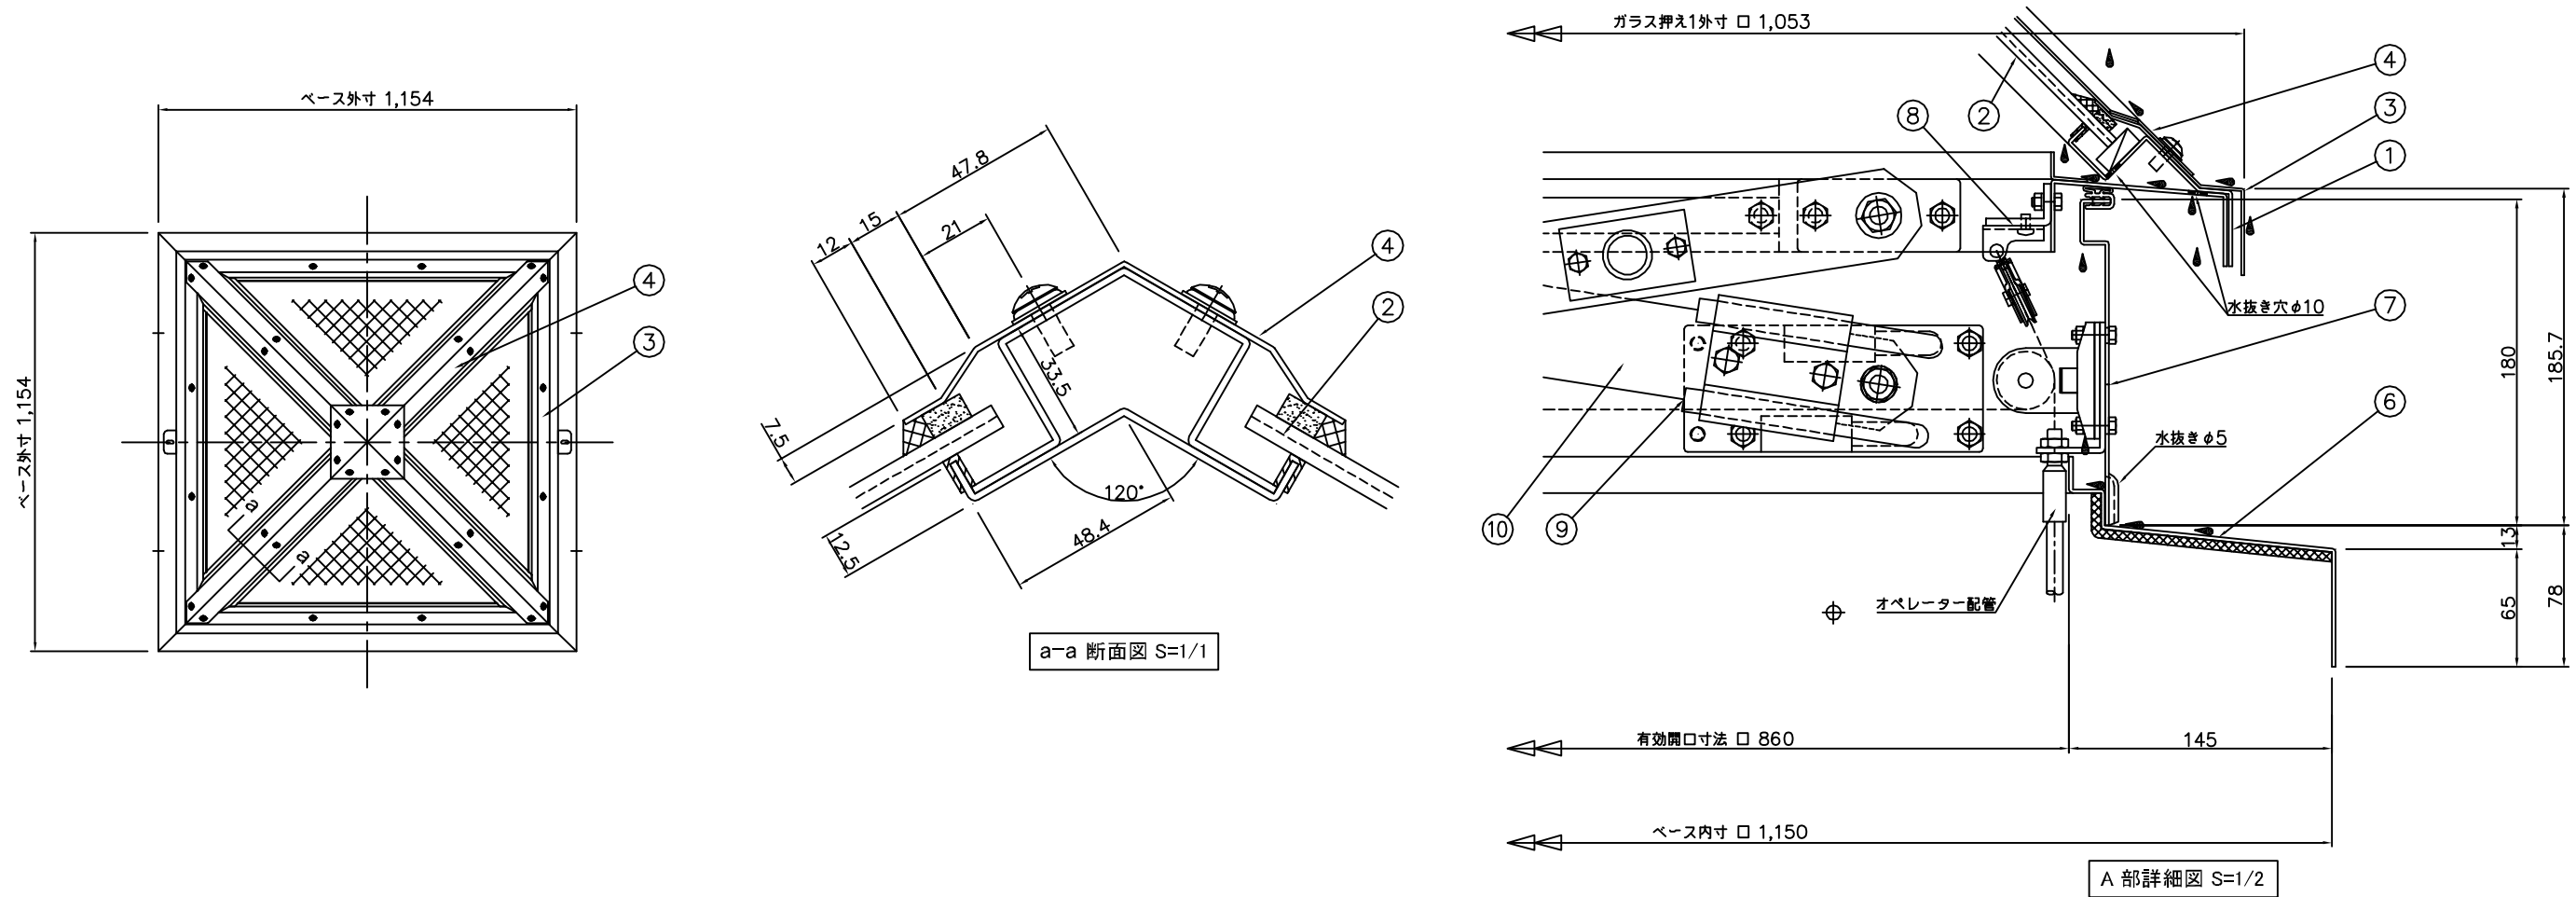 ベース外寸 1,154
ベース外寸 1,154
④
③
a
a
47.8
15
12
21
④
②
33.5
7.5
120°
48.4
12.5
a-a 断面図 S=1/1
ガラス押え1外寸 □ 1,053
④
③
①
②
⑧
水抜き穴φ10
⑦
180
185.7
⑥
水抜きφ5
⑩
⑨
13
65
78
オペレーター配管
有効開口寸法 □ 860
145
ベース内寸 □ 1,150
A 部詳細図 S=1/2